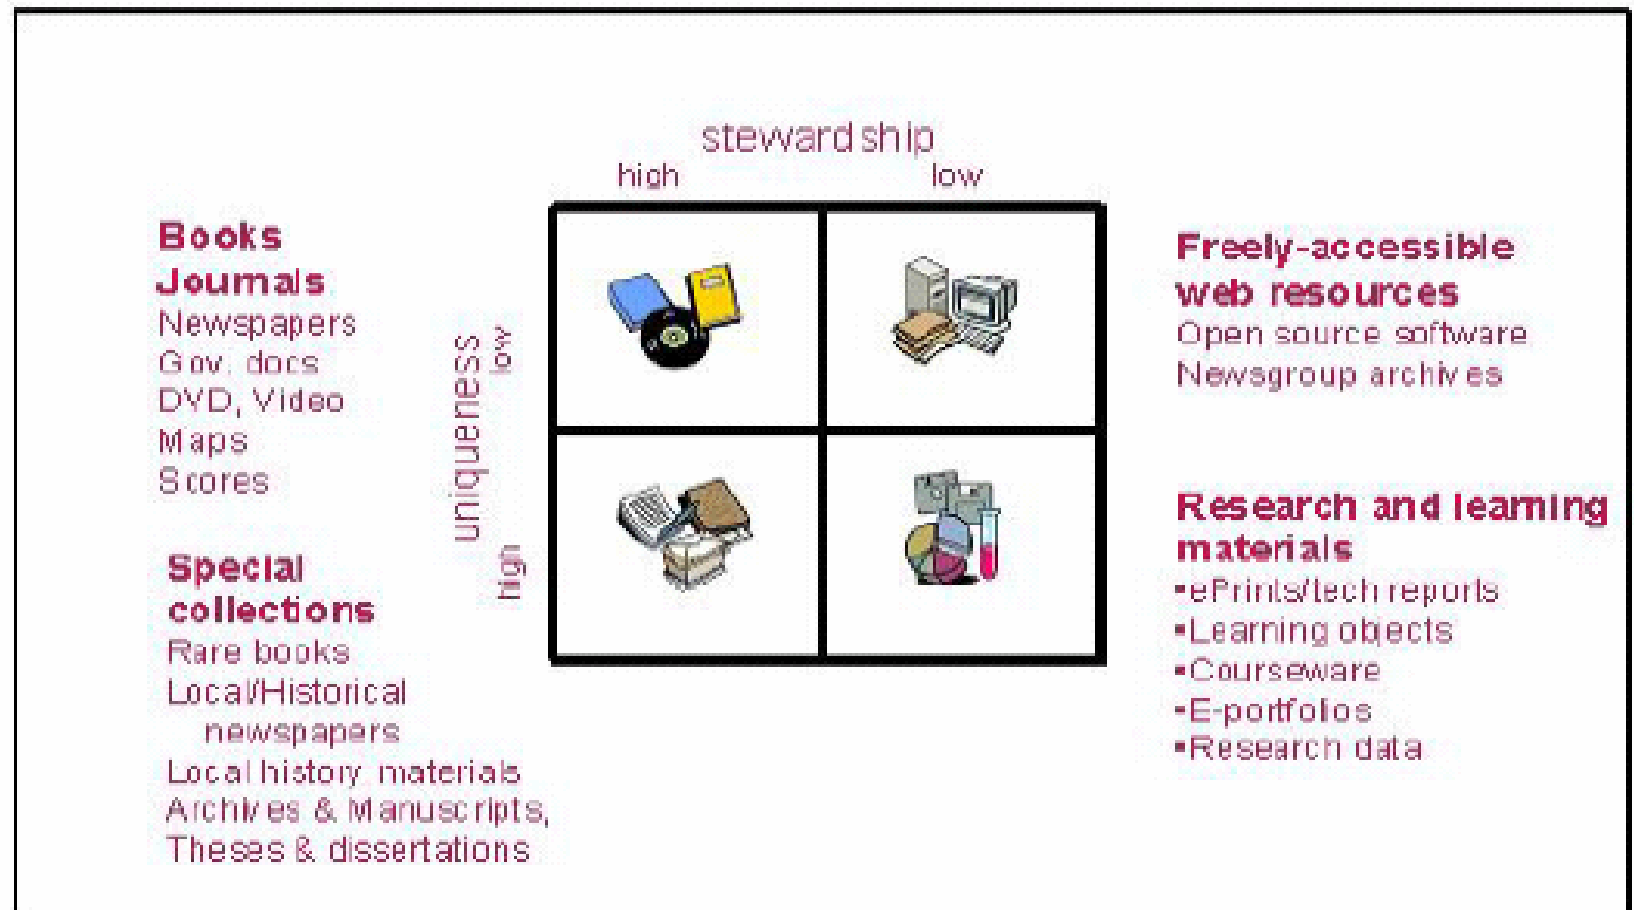 stewardship
high
low
uniqueness
low
high
Books
Journals
Newspapers
Gov. docs
DVD, Video
Maps
Scores
Special
collections
Rare books
Local/Historical
newspapers
Local history materials
Archives & Manuscripts,
Theses & dissertations
Freely-accessible
web resources
Open source software
Newsgroup archives
Research and learning
materials
▪ePrints/tech reports
▪Learning objects
▪Courseware
▪E-portfolios
▪Research data